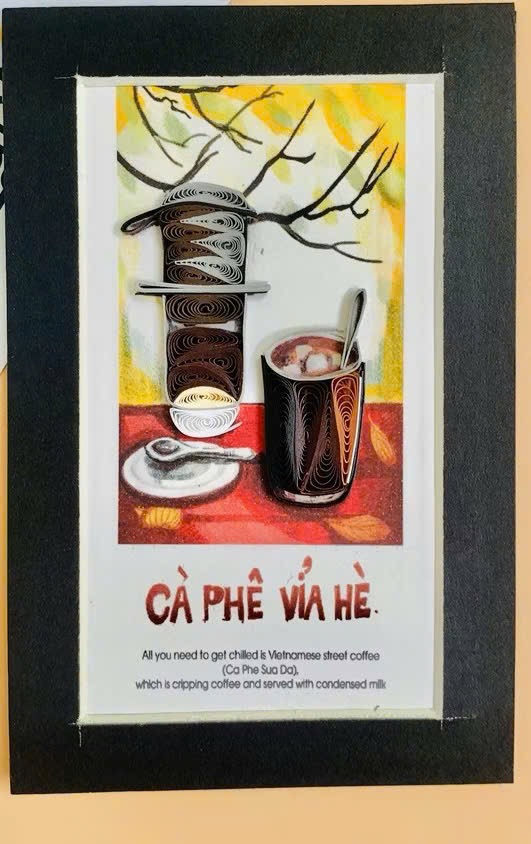 CÀ PHÊ VỈA HÈ.
All you need to get chilled is Vietnamese street coffee
(Ca Phe Sua Da),
which is cripping coffee and served with condensed milk